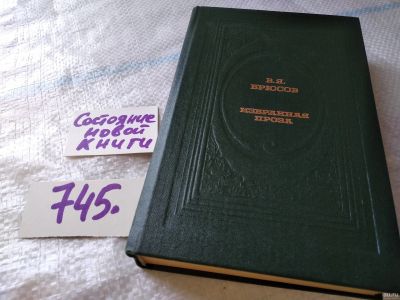 Состояние
новой
книги
745.
В.Я.
БРЮСОВ
ИЗБРАННАЯ
ПРОЗА